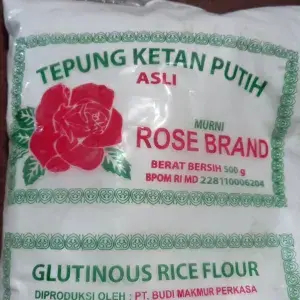 TEPUNG KETAN PUTIH
ASLI
MURNI
ROSE BRAND
BERAT BERSIH 500 g
BPOM RI MD 228110006204
GLUTINOUS RICE FLOUR
DIPRODUKSI OLEH : PT. BUDI MAKMUR PERKASA